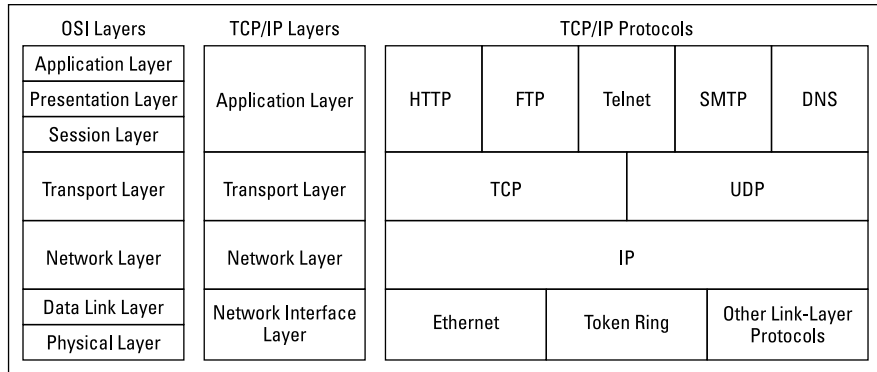 OSI Layers
TCP/IP Layers
TCP/IP Protocols
Application Layer
Presentation Layer
Session Layer
Application Layer
HTTP
FTP
Telnet
SMTP
DNS
Transport Layer
Transport Layer
TCP
UDP
Network Layer
Network Layer
IP
Data Link Layer
Physical Layer
Network Interface
Layer
Ethernet
Token Ring
Other Link-Layer
Protocols